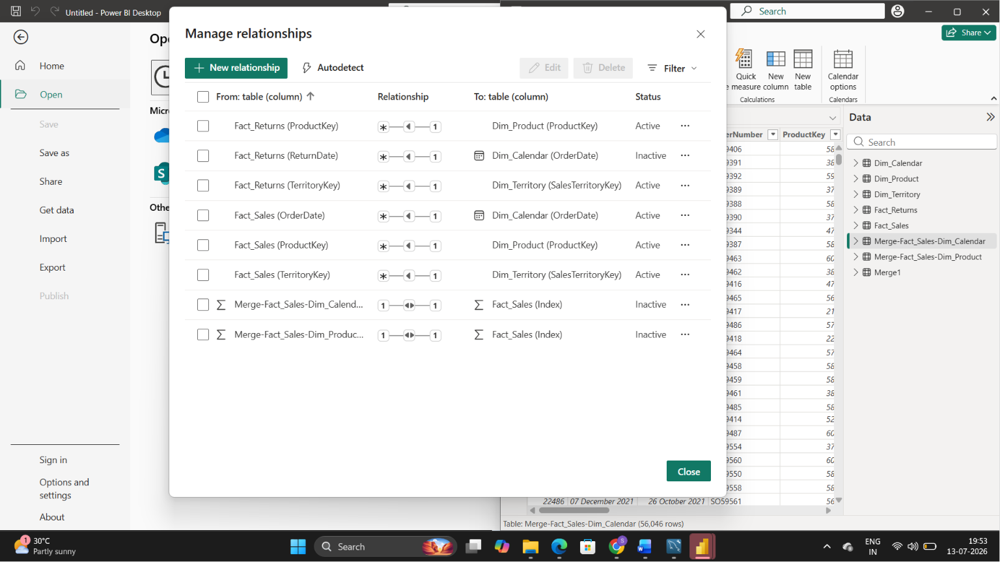 Untitled - Power BI Desktop
Search
Share
Home
Open
Save
Save as
Share
Get data
Import
Export
Publish
Sign in
Options and
settings
About
Manage relationships
New relationship
Autodetect
Edit
Delete
Filter
From: table (column)
Relationship
To: table (column)
Status
Fact_Returns (ProductKey) * 1 Dim_Product (ProductKey) Active ...
Fact_Returns (ReturnDate) * 1 Dim_Calendar (OrderDate) Inactive ...
Fact_Returns (TerritoryKey) * 1 Dim_Territory (SalesTerritoryKey) Active ...
Fact_Sales (OrderDate) * 1 Dim_Calendar (OrderDate) Active ...
Fact_Sales (ProductKey) * 1 Dim_Product (ProductKey) Active ...
Fact_Sales (TerritoryKey) * 1 Dim_Territory (SalesTerritoryKey) Active ...
Σ Merge-Fact_Sales-Dim_Calend... 1 1 Σ Fact_Sales (Index) Inactive ...
Σ Merge-Fact_Sales-Dim_Produc... 1 1 Σ Fact_Sales (Index) Inactive ...
Close
Quick
measure
New
column
New
table
Calendar
options
Calculations
Calendars
erNumber
ProductKey
9406 58
9391 38
9392 59
9389 37
9388 58
9390 37
9344 47
9387 58
9463 60
9462 38
9416 47
9465 56
9417 21
9486 57
9418 22
9464 57
9458 58
9459 58
9461 38
9485 58
9414 52
9487 60
9554 37
9560 60
9550 58
9558 58
22486 07 December 2021 26 October 2021 SO59561 56
Table: Merge-Fact_Sales-Dim_Calendar (56,046 rows)
Data
Search
Dim_Calendar
Dim_Product
Dim_Territory
Fact_Returns
Fact_Sales
Merge-Fact_Sales-Dim_Calendar
Merge-Fact_Sales-Dim_Product
Merge1
1
30°C
Partly sunny
Search
ENG
IN
19:53
13-07-2026